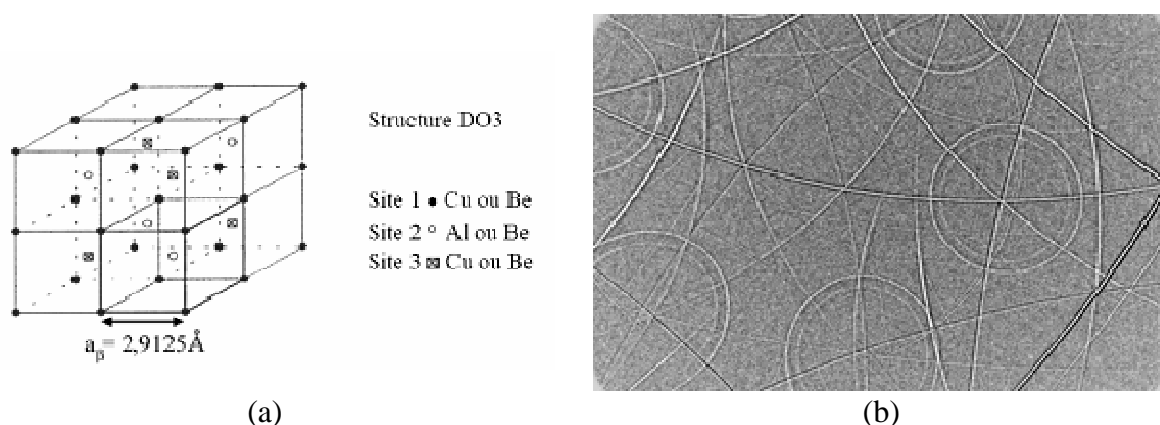 Structure DO3
Site 1 • Cu ou Be
Site 2 ° Al ou Be
Site 3 ⊠ Cu ou Be
aβ= 2,9125Å
(a)
(b)